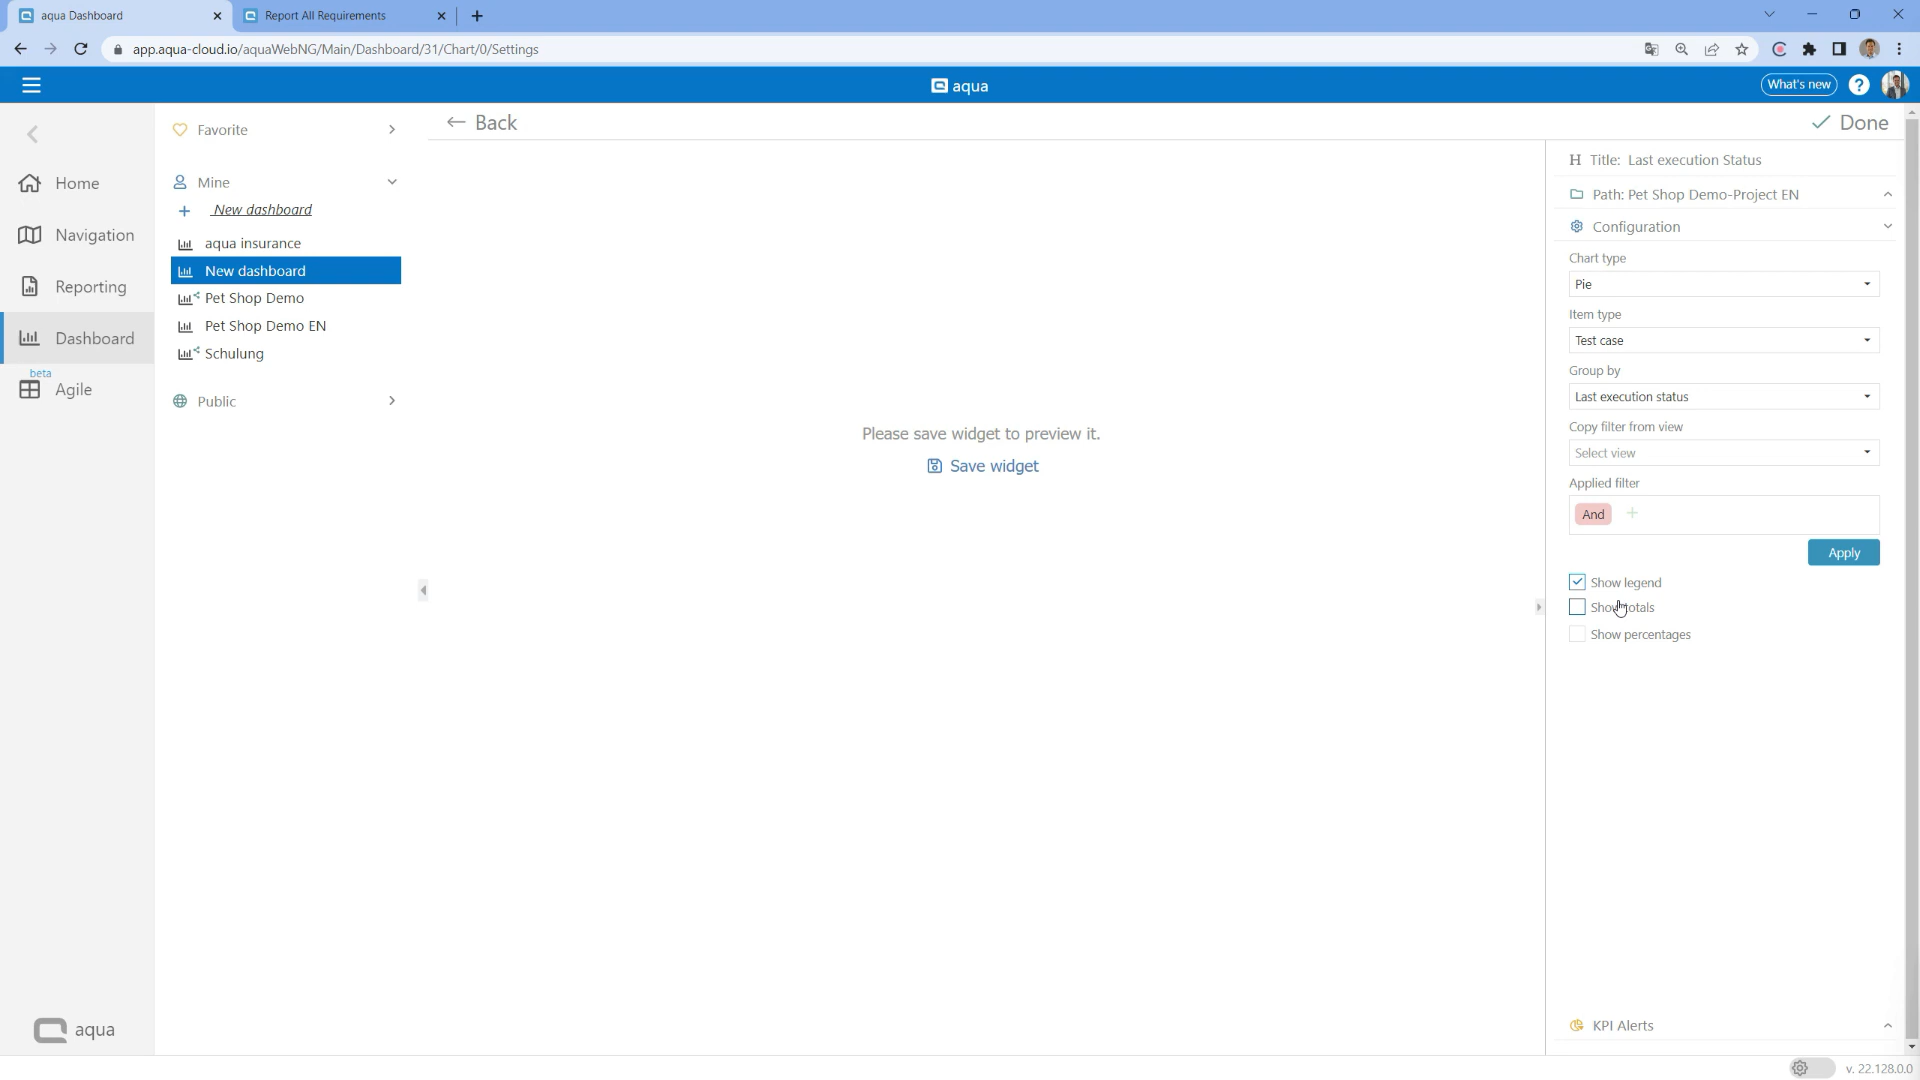 aqua Dashboard
Report All Requirements
app.aqua-cloud.io/aquaWebNG/Main/Dashboard/31/Chart/0/Settings
aqua
What's new
?
Home
Navigation
Reporting
Dashboard
beta
Agile
aqua
Favorite
Mine
New dashboard
aqua insurance
New dashboard
Pet Shop Demo
Pet Shop Demo EN
Schulung
Public
Back
Done
Please save widget to preview it.
Save widget
H Title: Last execution Status
Path: Pet Shop Demo-Project EN
Configuration
Chart type
Pie
Item type
Test case
Group by
Last execution status
Copy filter from view
Select view
Applied filter
And +
Apply
Show legend
Show totals
Show percentages
KPI Alerts
v. 22.128.0.0